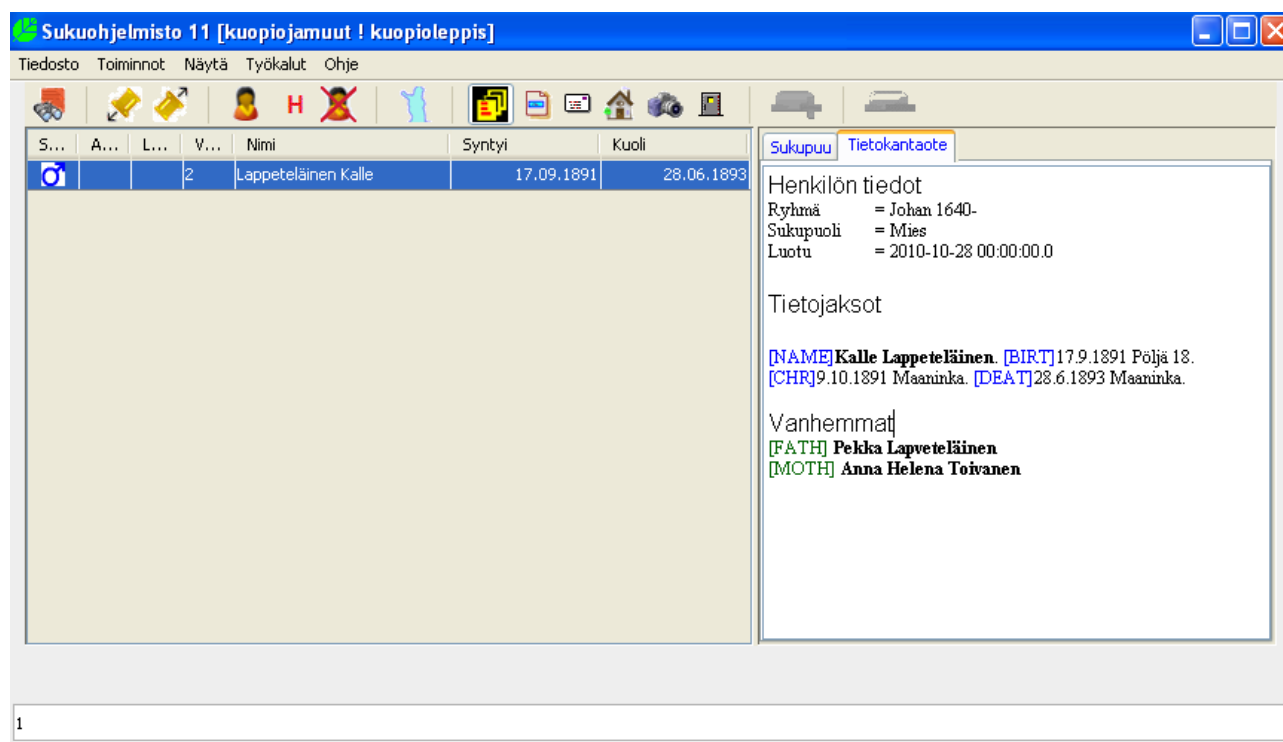 Sukuohjelmisto 11 [kuopiojamuut ! kuopioleppis]
Tiedosto Toiminnot Näytä Työkalut Ohje
H
S... A... L... V... Nimi Syntyi Kuoli
2 Lappeteläinen Kalle 17.09.1891 28.06.1893
Sukupuu Tietokantaote
Henkilön tiedot
Ryhmä = Johan 1640-
Sukupuoli = Mies
Luotu = 2010-10-28 00:00:00.0
Tietojaksot
[NAME]Kalle Lappeteläinen. [BIRT]17.9.1891 Pöljä 18.
[CHR]9.10.1891 Maaninka. [DEAT]28.6.1893 Maaninka.
Vanhemmat
[FATH] Pekka Lapveteläinen
[MOTH] Anna Helena Toivanen
1